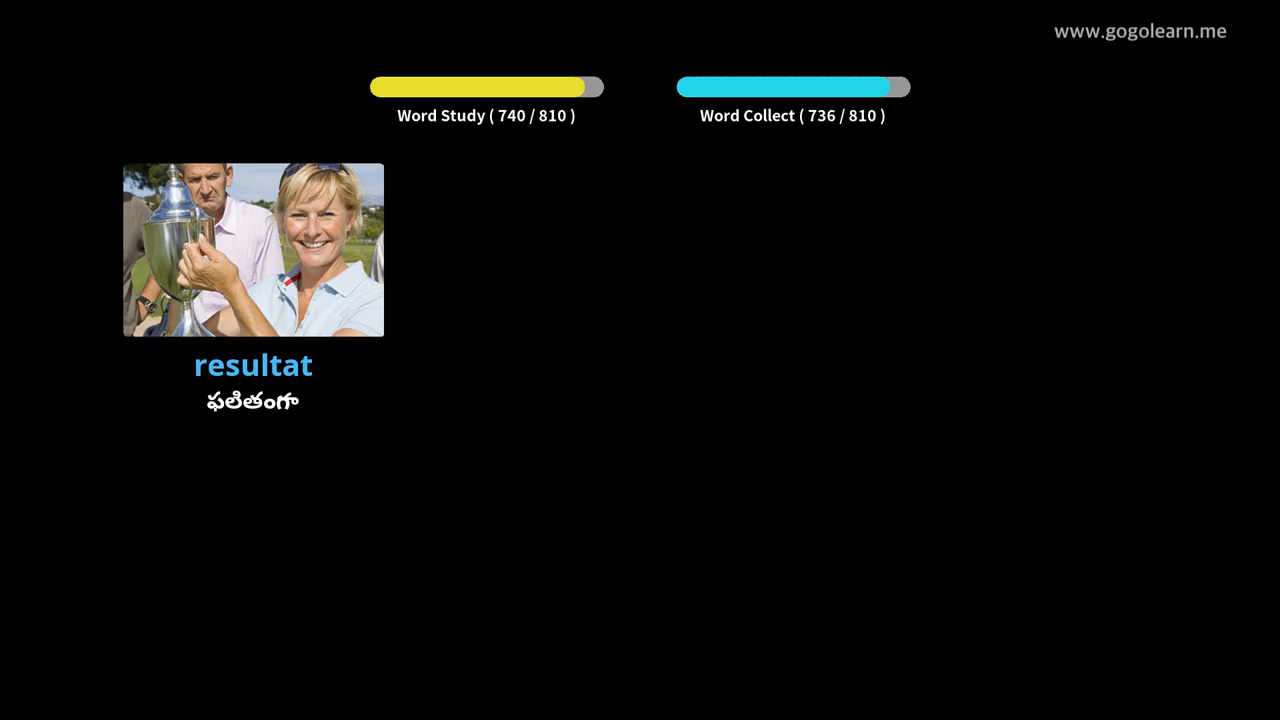 www.gogolearn.me
Word Study ( 740 / 810 )
Word Collect ( 736 / 810 )
resultat
ఫలితంగా